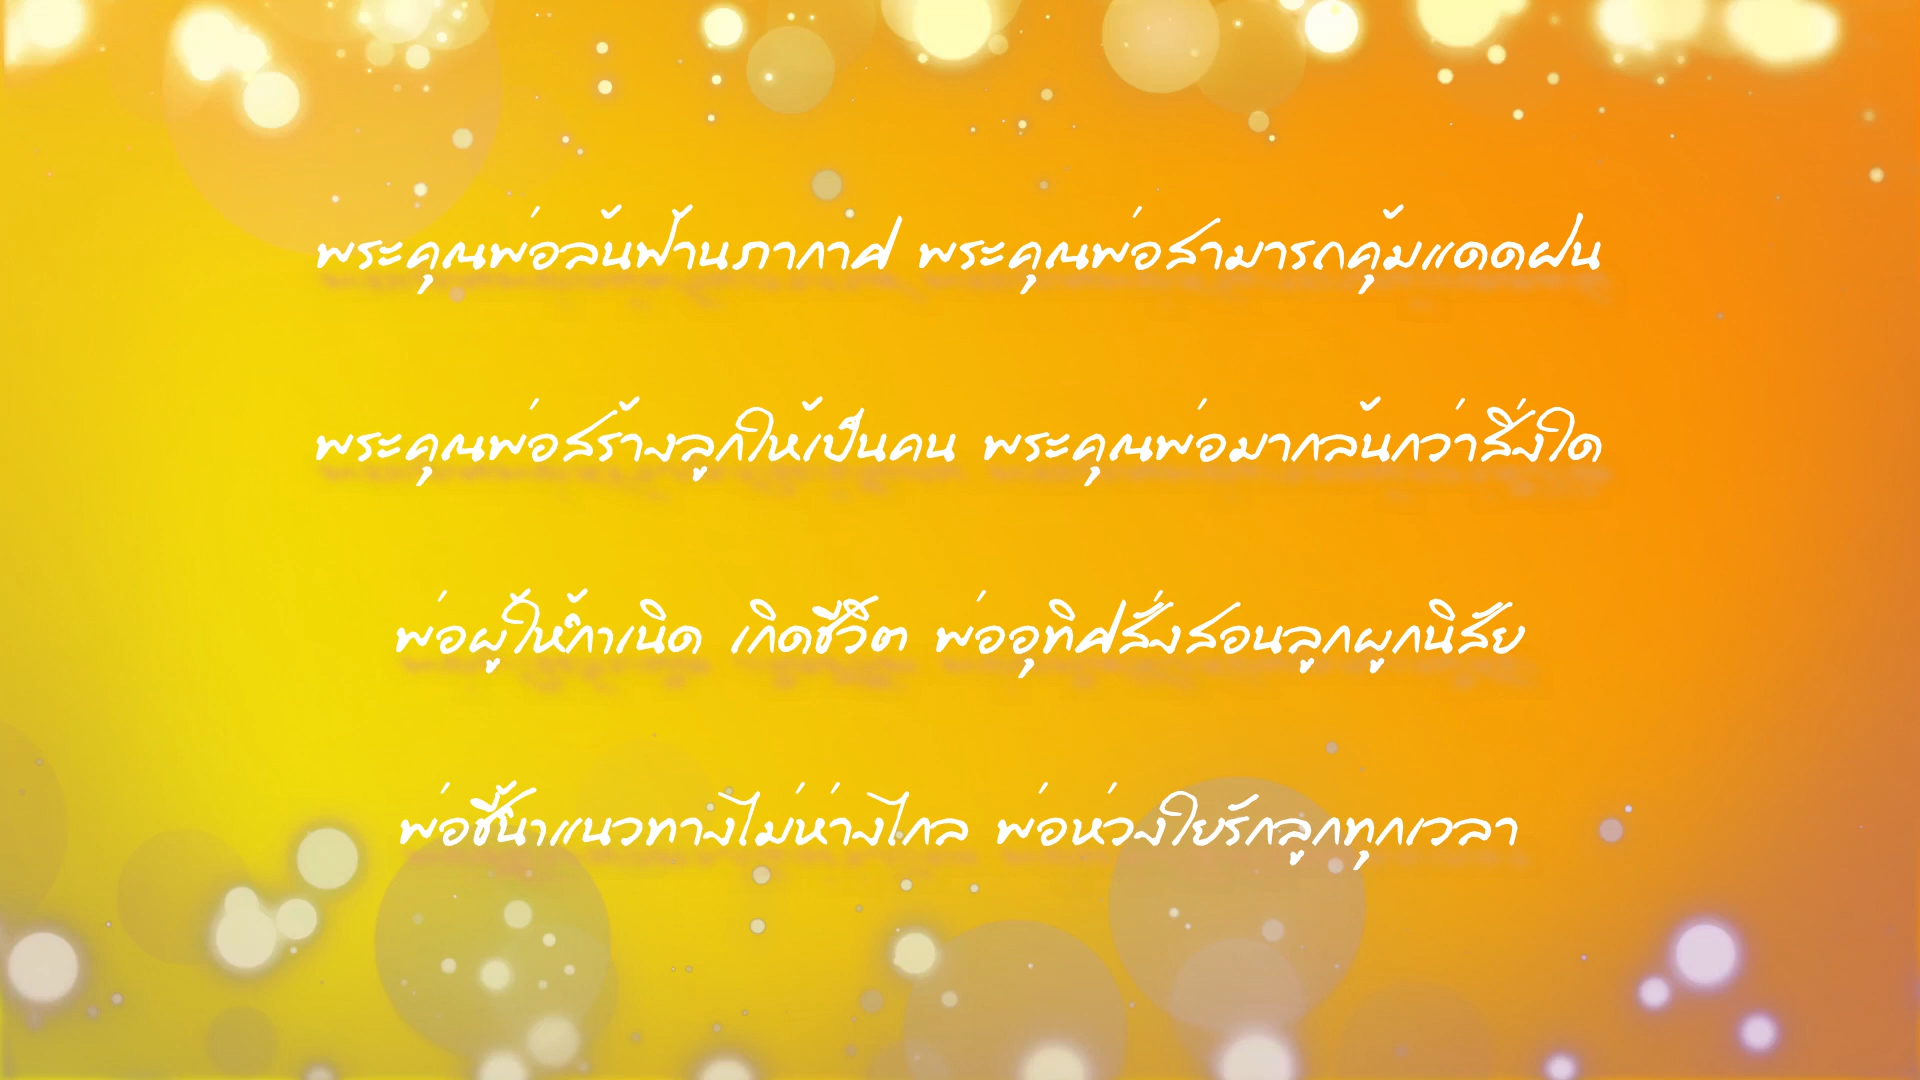 พระคุณพ่อล้นฟ้านภากาศ พระคุณพ่อสามารถคุ้มแดดฝน
พระคุณพ่อสร้างลูกให้เป็นคน พระคุณพ่อมากล้นกว่าสิ่งใด
พ่อผู้ให้กำเนิด เกิดชีวิต พ่ออุทิศสั่งสอนลูกผูกนิสัย
พ่อชี้นำแนวทางไม่ห่างไกล พ่อห่วงใยรักลูกทุกเวลา